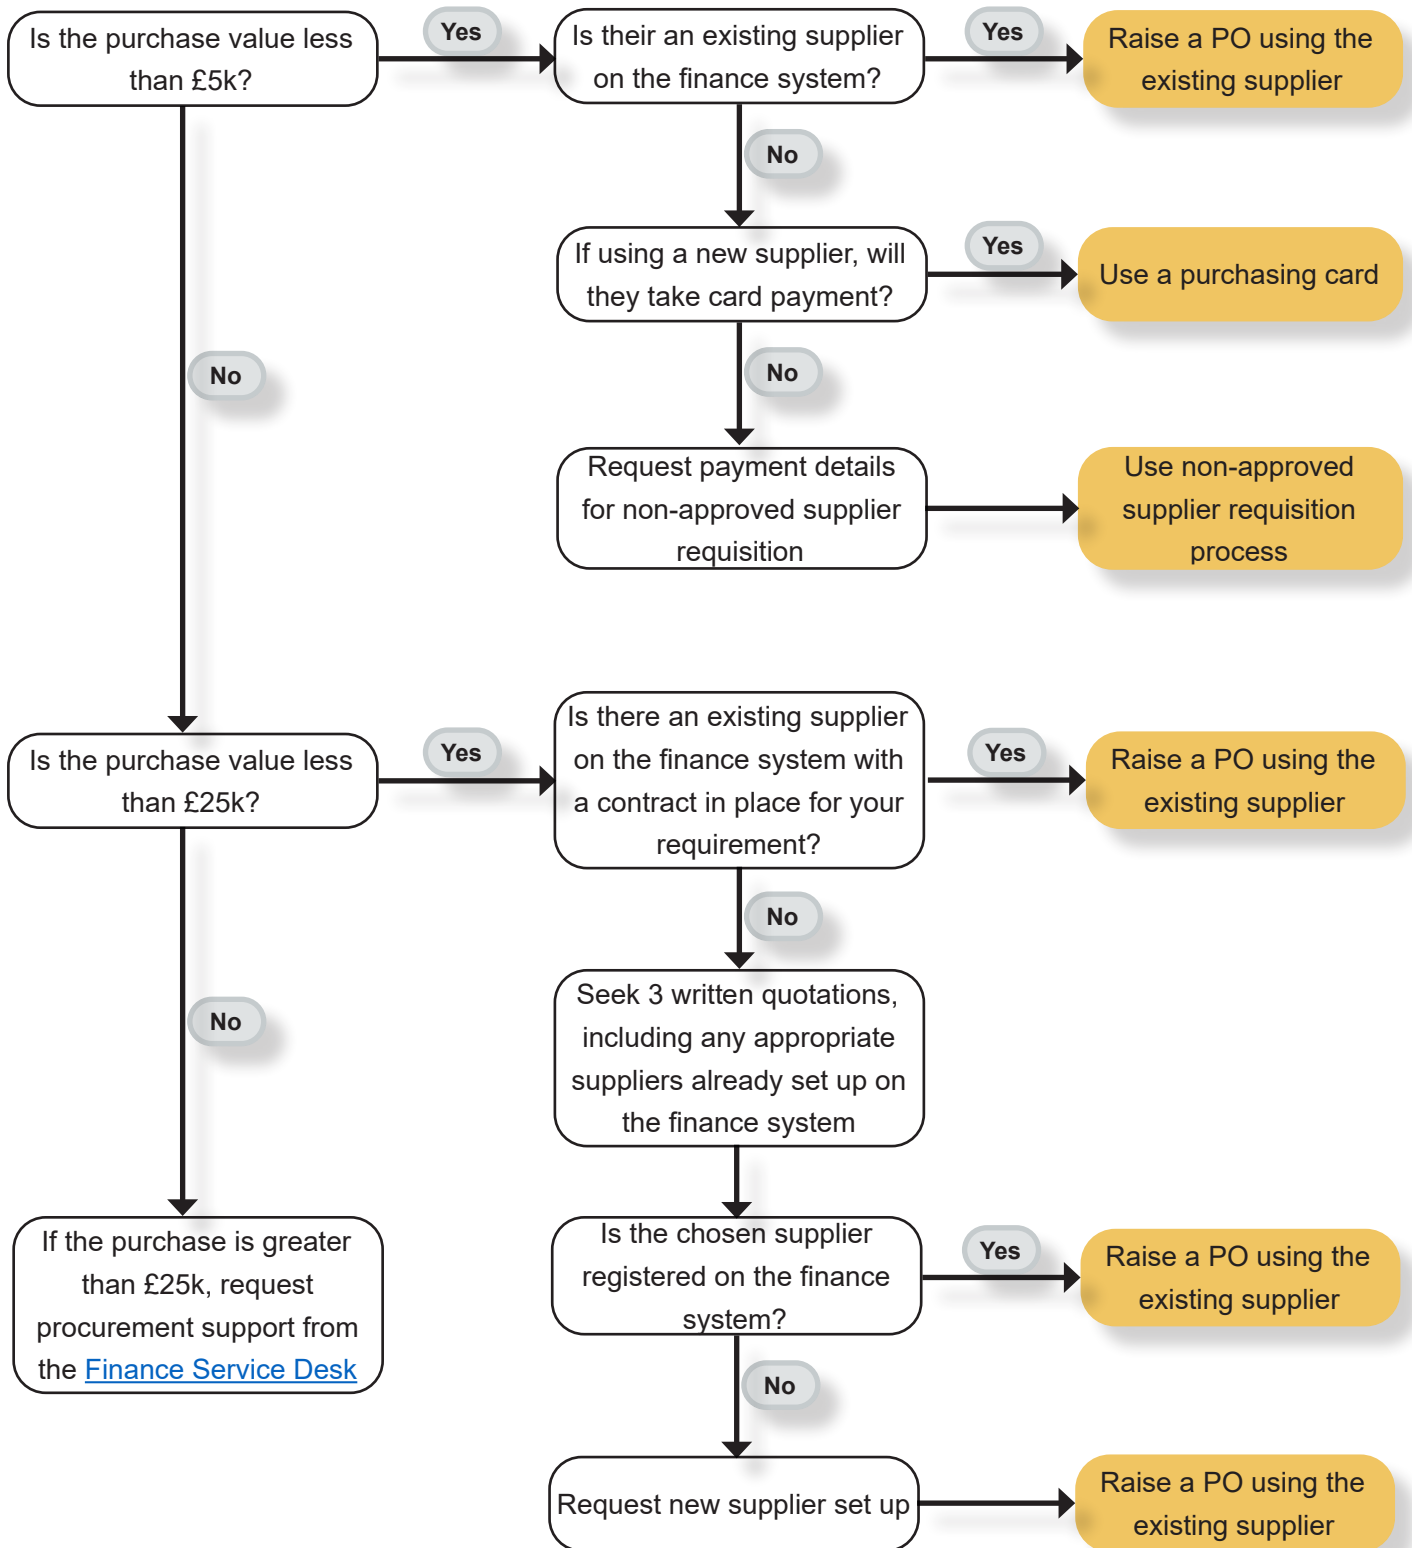 Is the purchase value less
than £5k?
Yes
Is their an existing supplier
on the finance system?
Yes
Raise a PO using the
existing supplier
No
If using a new supplier, will
they take card payment?
Yes
Use a purchasing card
No
No
Request payment details
for non-approved supplier
requisition
Use non-approved
supplier requisition
process
Is the purchase value less
than £25k?
Yes
Is there an existing supplier
on the finance system with
a contract in place for your
requirement?
Yes
Raise a PO using the
existing supplier
No
Seek 3 written quotations,
including any appropriate
suppliers already set up on
the finance system
No
If the purchase is greater
than £25k, request
procurement support from
the Finance Service Desk
Is the chosen supplier
registered on the finance
system?
Yes
Raise a PO using the
existing supplier
No
Request new supplier set up
Raise a PO using the
existing supplier